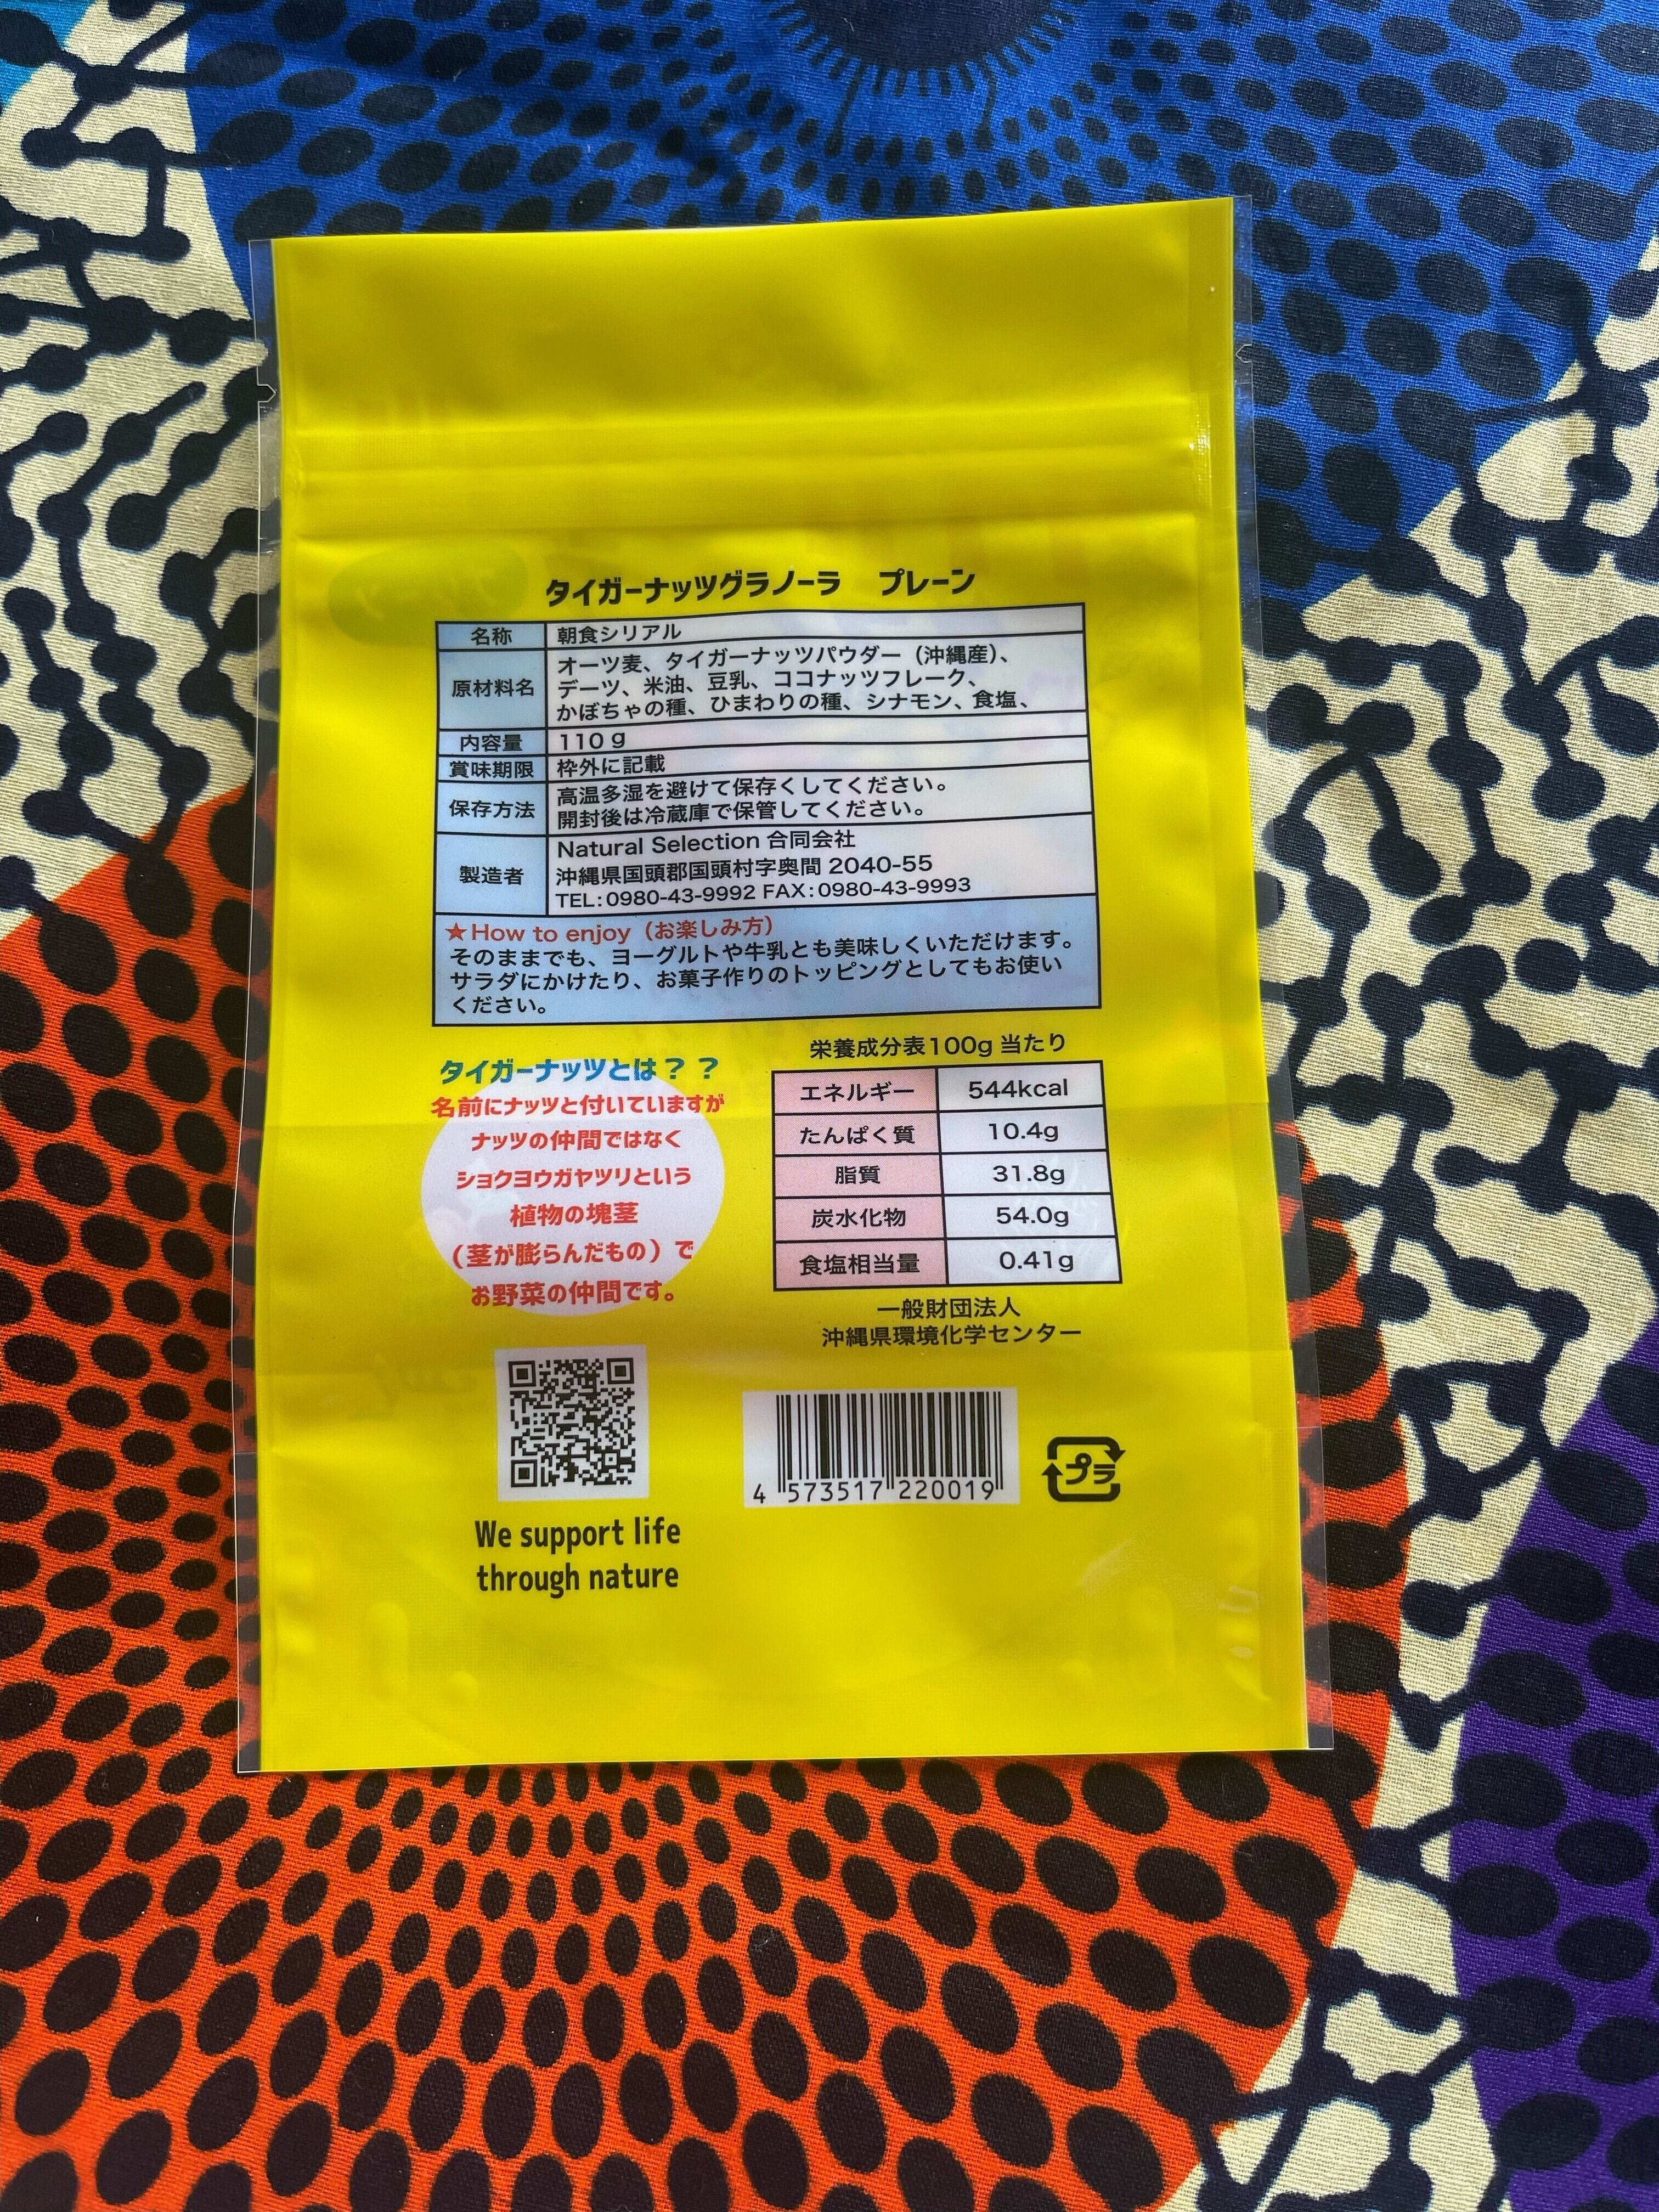 タイガーナッツグラノーラ　プレーン
名称 朝食シリアル
原材料名 オーツ麦、タイガーナッツパウダー（沖縄産）、
デーツ、米油、豆乳、ココナッツフレーク、
かぼちゃの種、ひまわりの種、シナモン、食塩、
内容量 110 g
賞味期限 枠外に記載
保存方法 高温多湿を避けて保存くしてください。
開封後は冷蔵庫で保管してください。
製造者 Natural Selection 合同会社
沖縄県国頭郡国頭村字奥間 2040-55
TEL:0980-43-9992 FAX:0980-43-9993
★How to enjoy（お楽しみ方）
そのままでも、ヨーグルトや牛乳とも美味しくいただけます。
サラダにかけたり、お菓子作りのトッピングとしてもお使い
ください。
タイガーナッツとは？？
名前にナッツと付いていますが
ナッツの仲間ではなく
ショクヨウガヤツリという
植物の塊茎
（茎が膨らんだもの）で
お野菜の仲間です。
栄養成分表100g 当たり
エネルギー 544kcal
たんぱく質 10.4g
脂質 31.8g
炭水化物 54.0g
食塩相当量 0.41g
一般財団法人
沖縄県環境化学センター
4 573517 220019
プラ
We support life
through nature